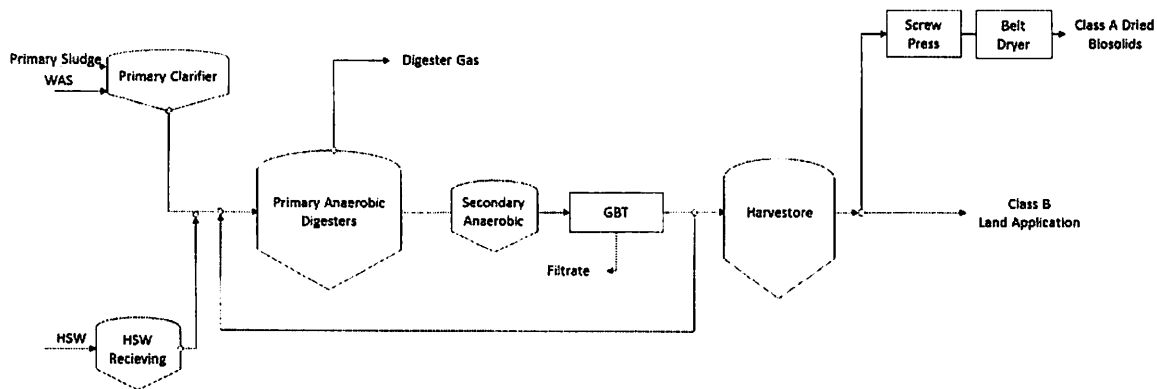 Screw
Press
Belt
Dryer
Class A Dried
Biosolids
Primary Sludge
WAS
Primary Clarifier
Digester Gas
Primary Anaerobic
Digesters
Secondary
Anaerobic
GBT
Harvestore
Class B
Land Application
Filtrate
HSW
HSW
Recieving